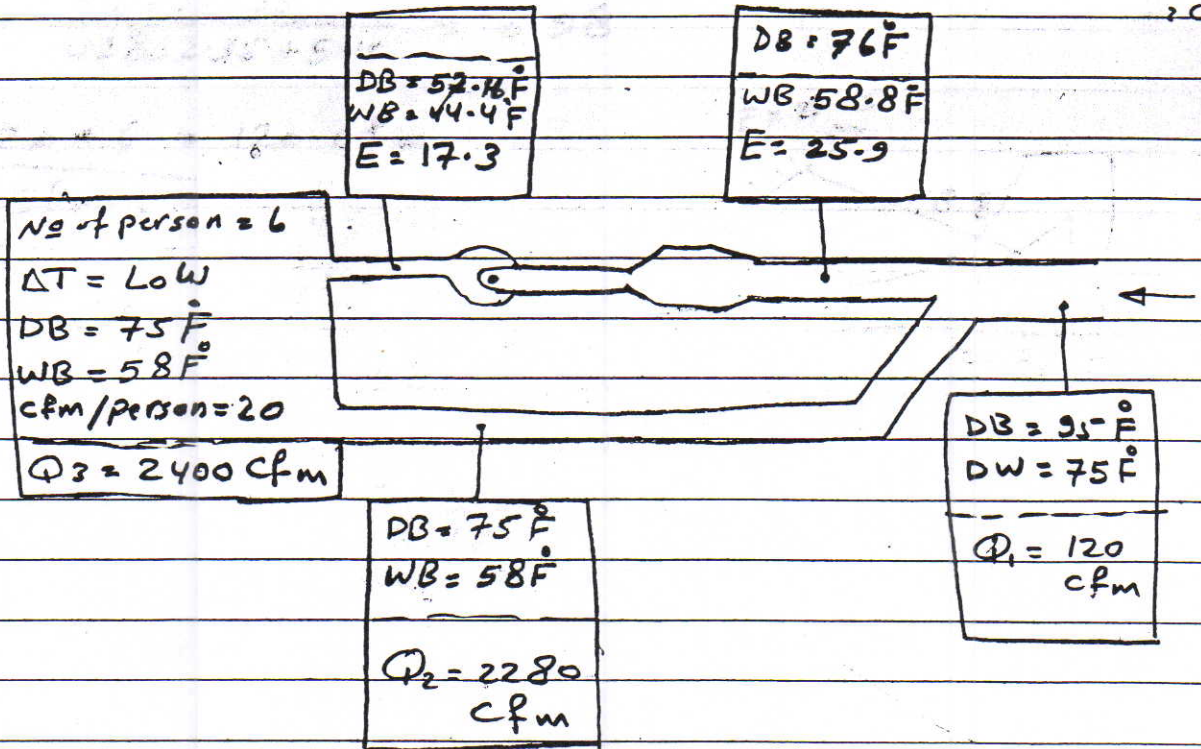 DB = 52.16 °F
WB = 44.4 °F
E = 17.3
DB = 76 °F
WB 58.8 °F
E = 25.9
No of person = 6
ΔT = LoW
DB = 75 °F
WB = 58 °F
cfm/person = 20
Q3 = 2400 Cfm
DB = 75 °F
WB = 58 °F
Q2 = 2280
cfm
DB = 95 °F
DW = 75 °F
Q1 = 120
cfm